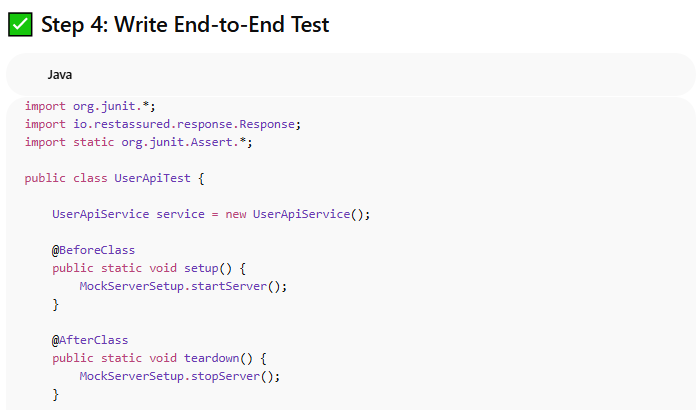 ✅ Step 4: Write End-to-End Test
Java
import org.junit.*;
import io.restassured.response.Response;
import static org.junit.Assert.*;
public class UserApiTest {
UserApiService service = new UserApiService();
@BeforeClass
public static void setup() {
MockServerSetup.startServer();
}
@AfterClass
public static void teardown() {
MockServerSetup.stopServer();
}